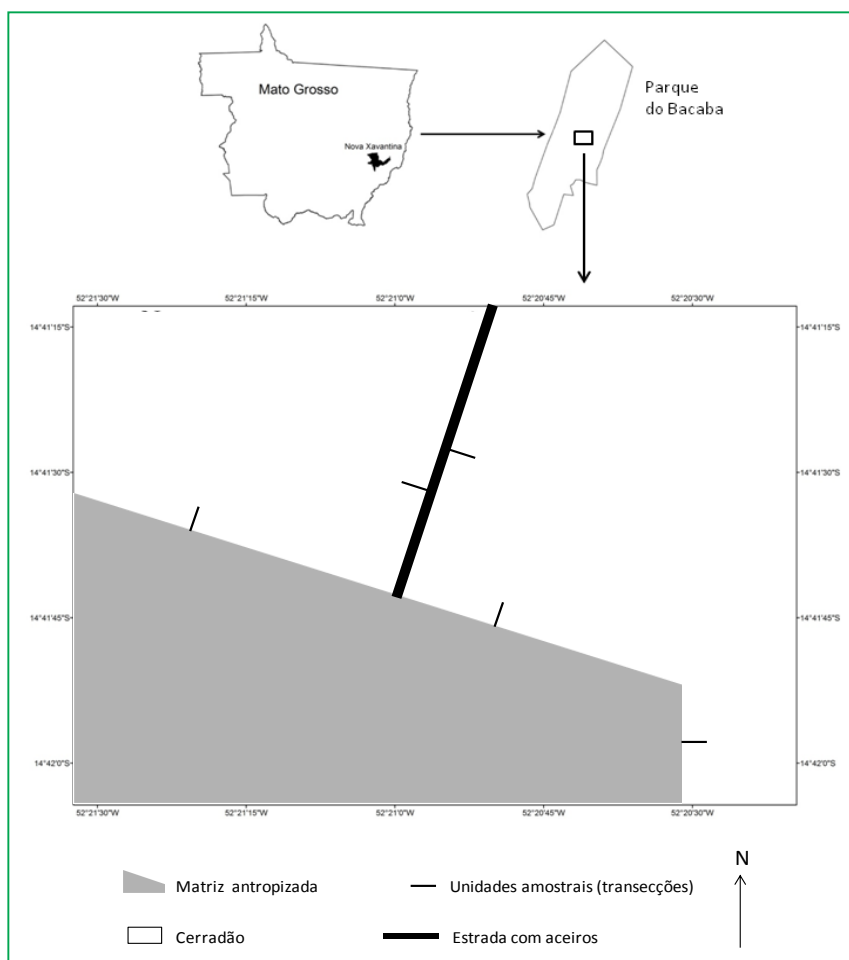 Mato Grosso
Nova Xavantina
Parque
do Bacaba
52°21'30"W 52°21'15"W 52°21'0"W 52°20'45"W 52°20'30"W
14°41'15"S 14°41'15"S
14°41'30"S 14°41'30"S
14°41'45"S 14°41'45"S
14°42'0"S 14°42'0"S
52°21'30"W 52°21'15"W 52°21'0"W 52°20'45"W 52°20'30"W
N
Matriz antropizada Unidades amostrais (transecções)
Cerradão Estrada com aceiros